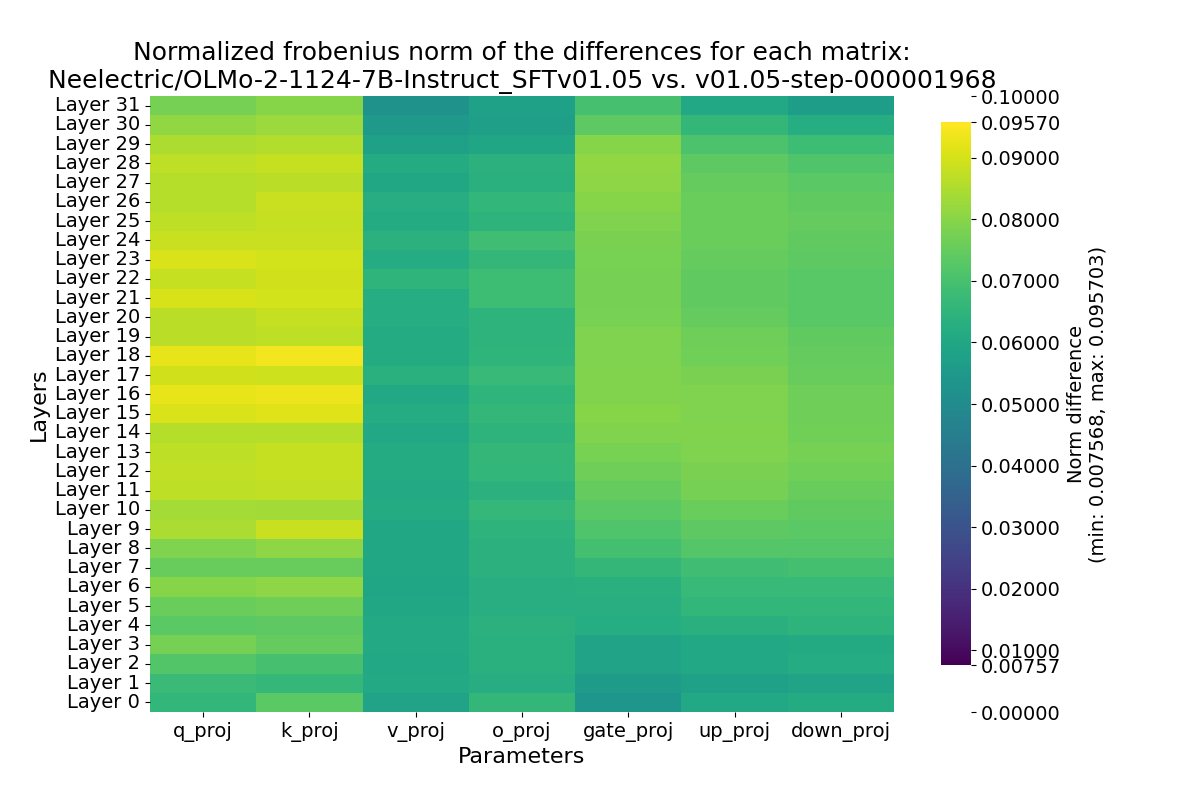 Normalized frobenius norm of the differences for each matrix:
Neelectric/OLMo-2-1124-7B-Instruct_SFTv01.05 vs. v01.05-step-000001968
Layers
Layer 31
Layer 30
Layer 29
Layer 28
Layer 27
Layer 26
Layer 25
Layer 24
Layer 23
Layer 22
Layer 21
Layer 20
Layer 19
Layer 18
Layer 17
Layer 16
Layer 15
Layer 14
Layer 13
Layer 12
Layer 11
Layer 10
Layer 9
Layer 8
Layer 7
Layer 6
Layer 5
Layer 4
Layer 3
Layer 2
Layer 1
Layer 0
q_proj k_proj v_proj o_proj gate_proj up_proj down_proj
Parameters
0.10000
0.09570
0.09000
0.08000
0.07000
0.06000
0.05000
0.04000
0.03000
0.02000
0.01000
0.00757
0.00000
Norm difference
(min: 0.007568, max: 0.095703)